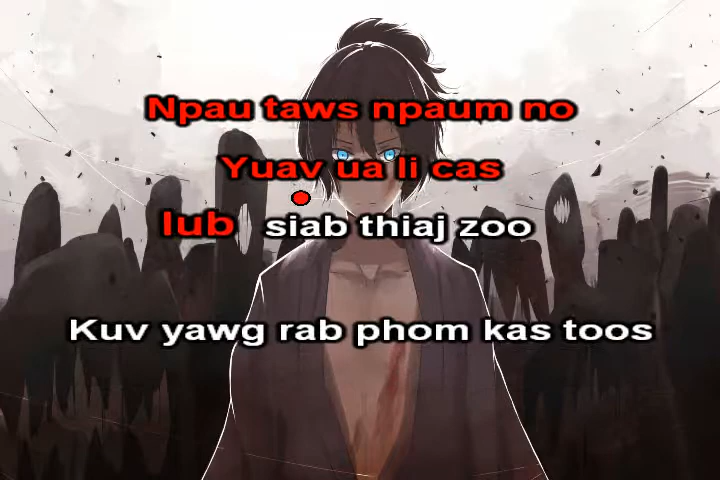 Npau taws npaum no
Yuav ua li cas
lub siab thiaj zoo
Kuv yawg rab phom kas toos